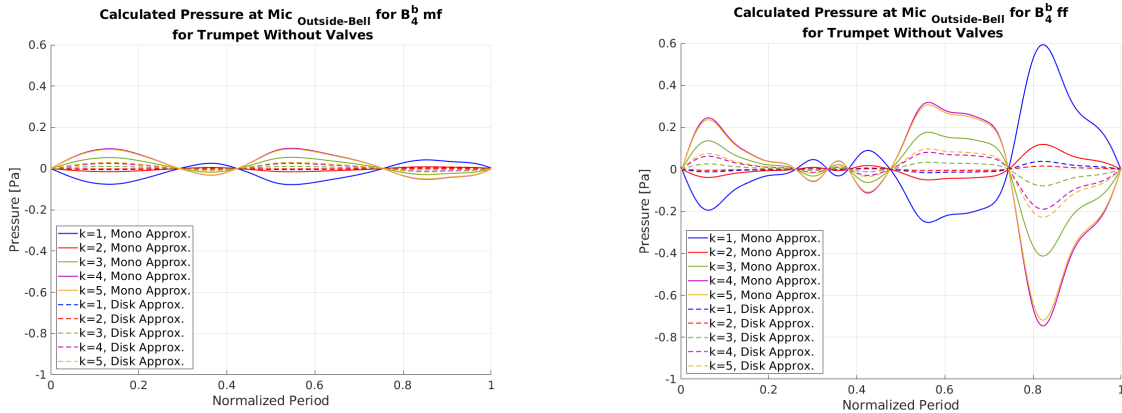 Calculated Pressure at Mic Outside-Bell for B4b mf
for Trumpet Without Valves
Pressure [Pa]
0.6
0.4
0.2
0
-0.2
-0.4
-0.6
-0.8
-1
k=1, Mono Approx.
k=2, Mono Approx.
k=3, Mono Approx.
k=4, Mono Approx.
k=5, Mono Approx.
k=1, Disk Approx.
k=2, Disk Approx.
k=3, Disk Approx.
k=4, Disk Approx.
k=5, Disk Approx.
0 0.2 0.4 0.6 0.8 1
Normalized Period
Calculated Pressure at Mic Outside-Bell for B4b ff
for Trumpet Without Valves
Pressure [Pa]
0.6
0.4
0.2
0
-0.2
-0.4
-0.6
-0.8
-1
k=1, Mono Approx.
k=2, Mono Approx.
k=3, Mono Approx.
k=4, Mono Approx.
k=5, Mono Approx.
k=1, Disk Approx.
k=2, Disk Approx.
k=3, Disk Approx.
k=4, Disk Approx.
k=5, Disk Approx.
0 0.2 0.4 0.6 0.8 1
Normalized Period